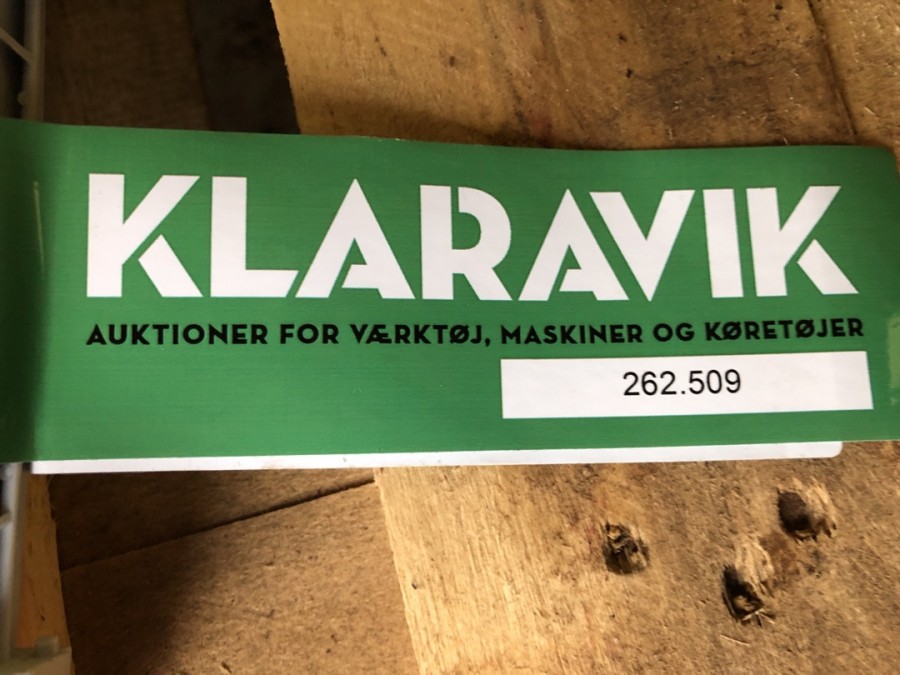 KLARAVIK
AUKTIONER FOR VÆRKTØJ, MASKINER OG KØRETØJER
262.509